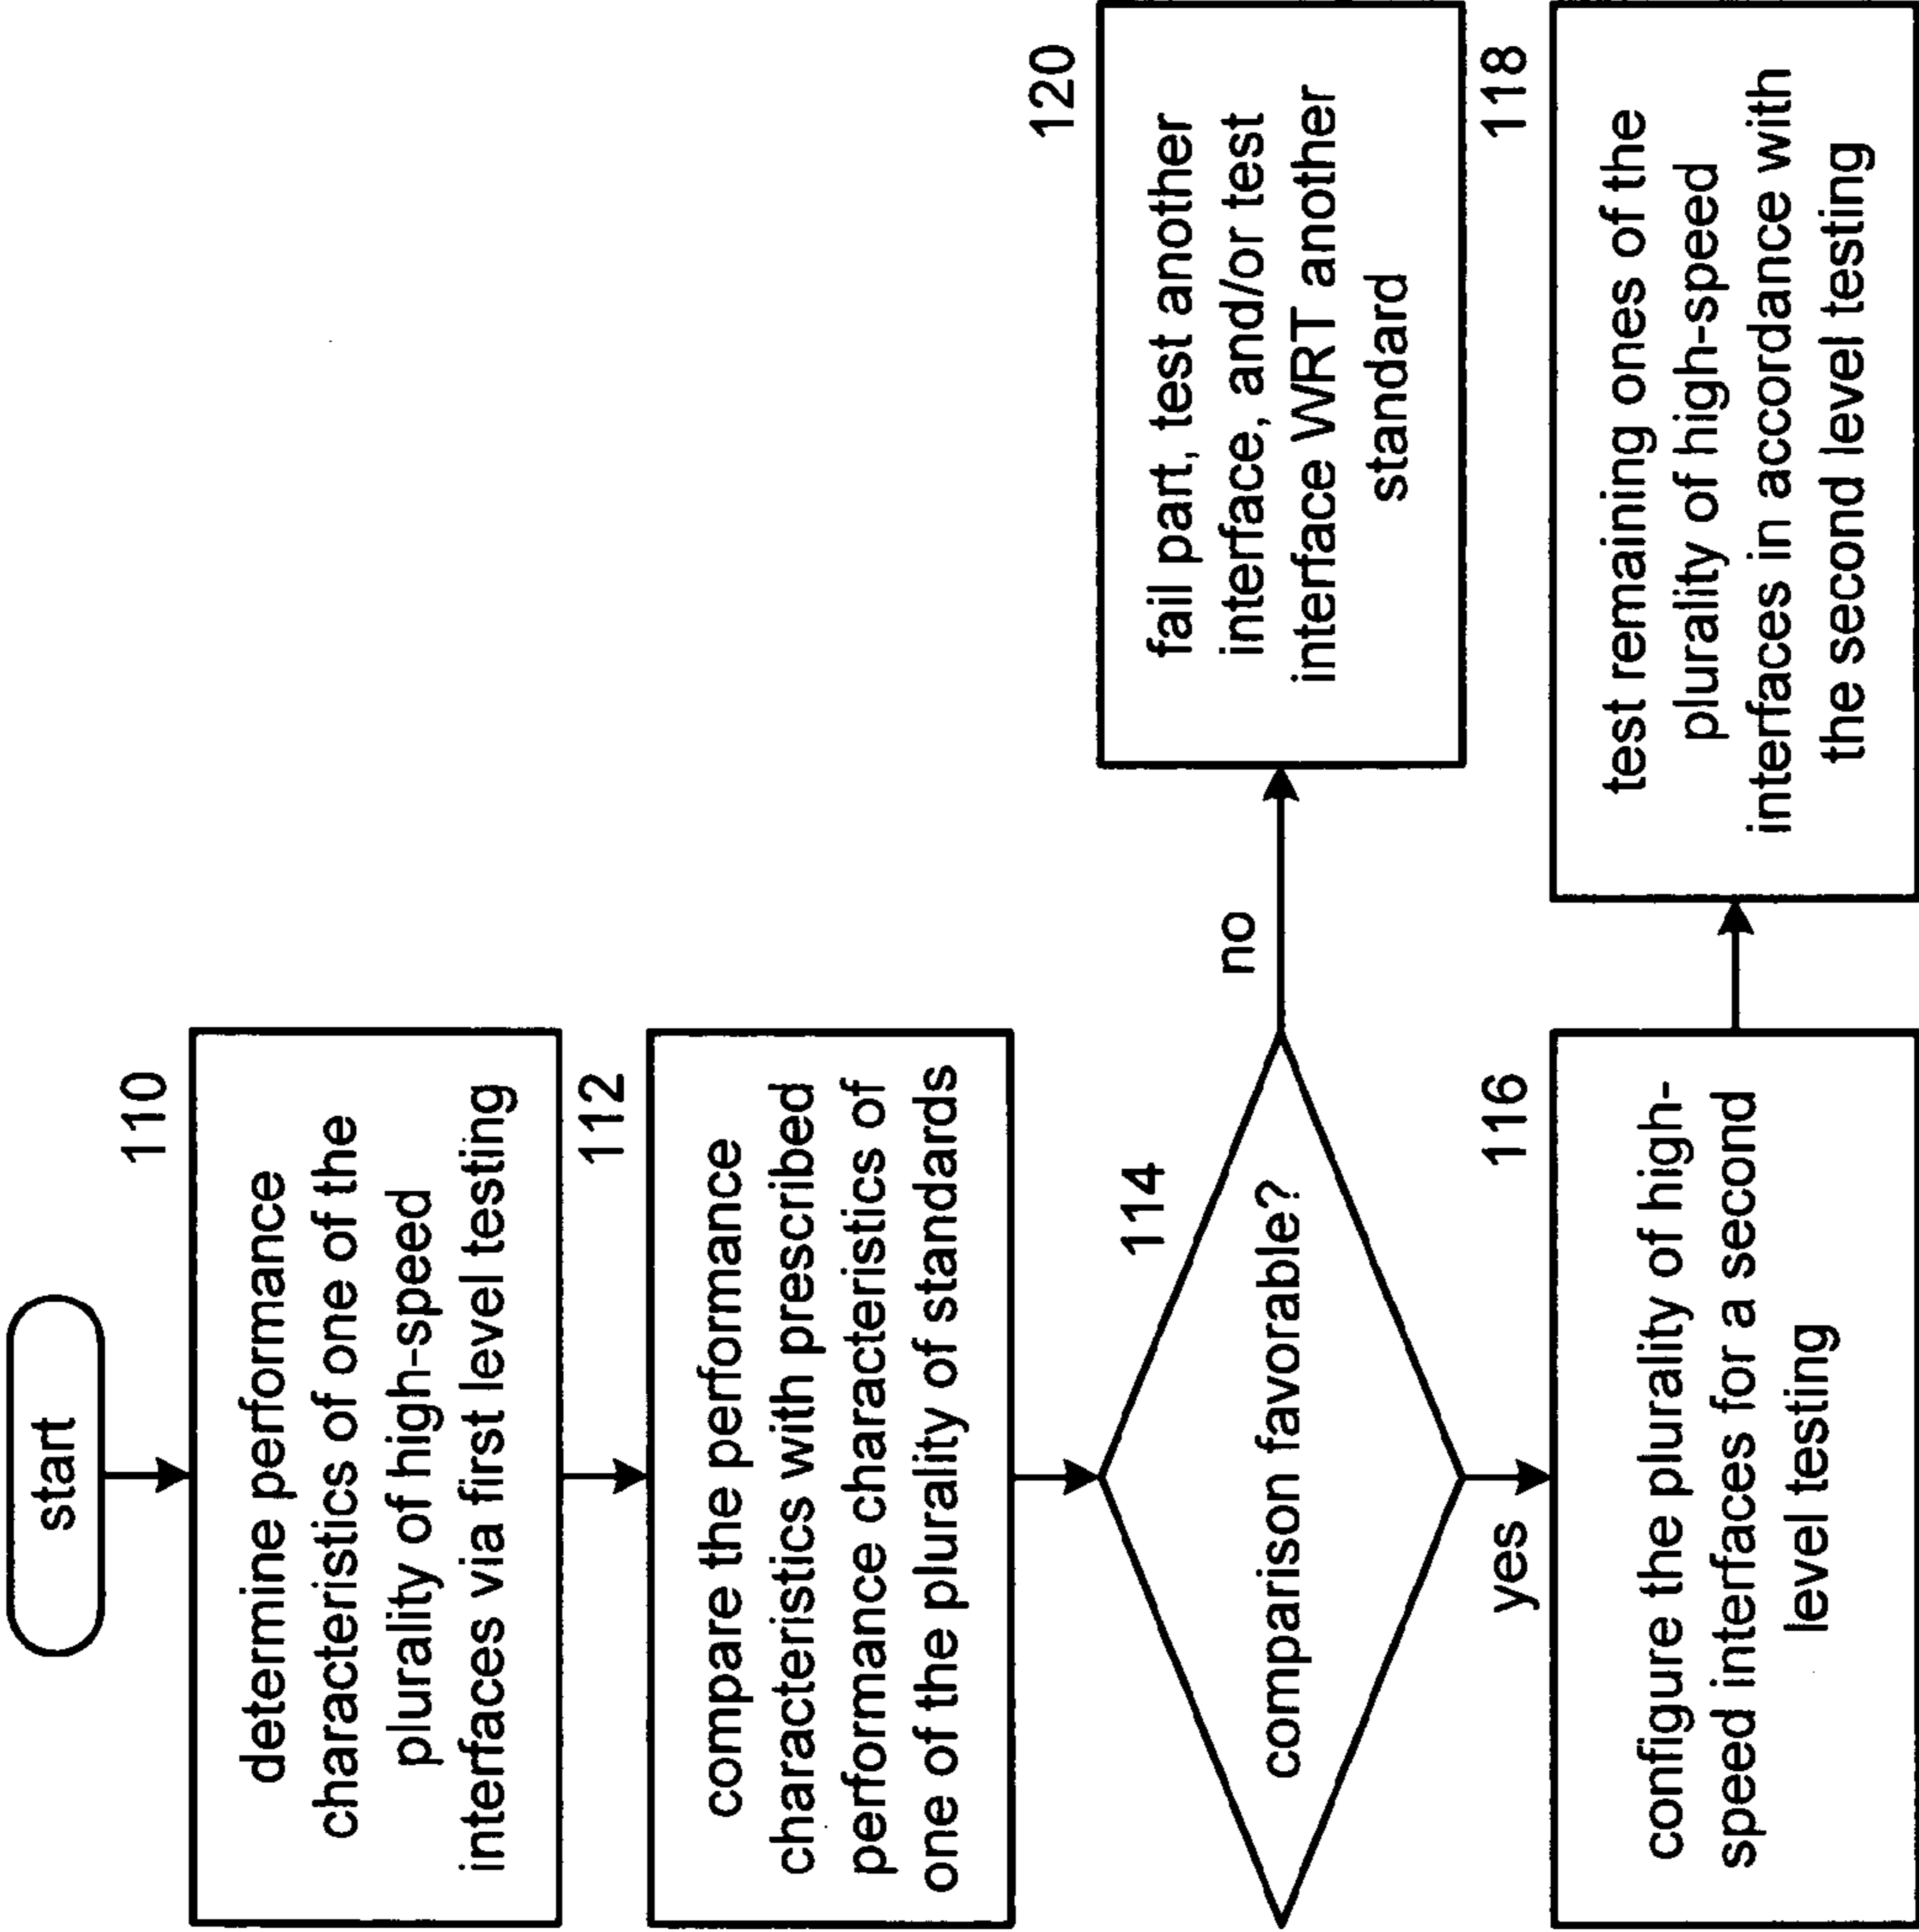 start
110
determine performance
characteristics of one of the
plurality of high-speed
interfaces via first level testing
112
compare the performance
characteristics with prescribed
performance characteristics of
one of the plurality of standards
114
comparison favorable?
no
120
fail part, test another
interface, and/or test
interface WRT another
standard
yes
116
configure the plurality of high-
speed interfaces for a second
level testing
118
test remaining ones of the
plurality of high-speed
interfaces in accordance with
the second level testing